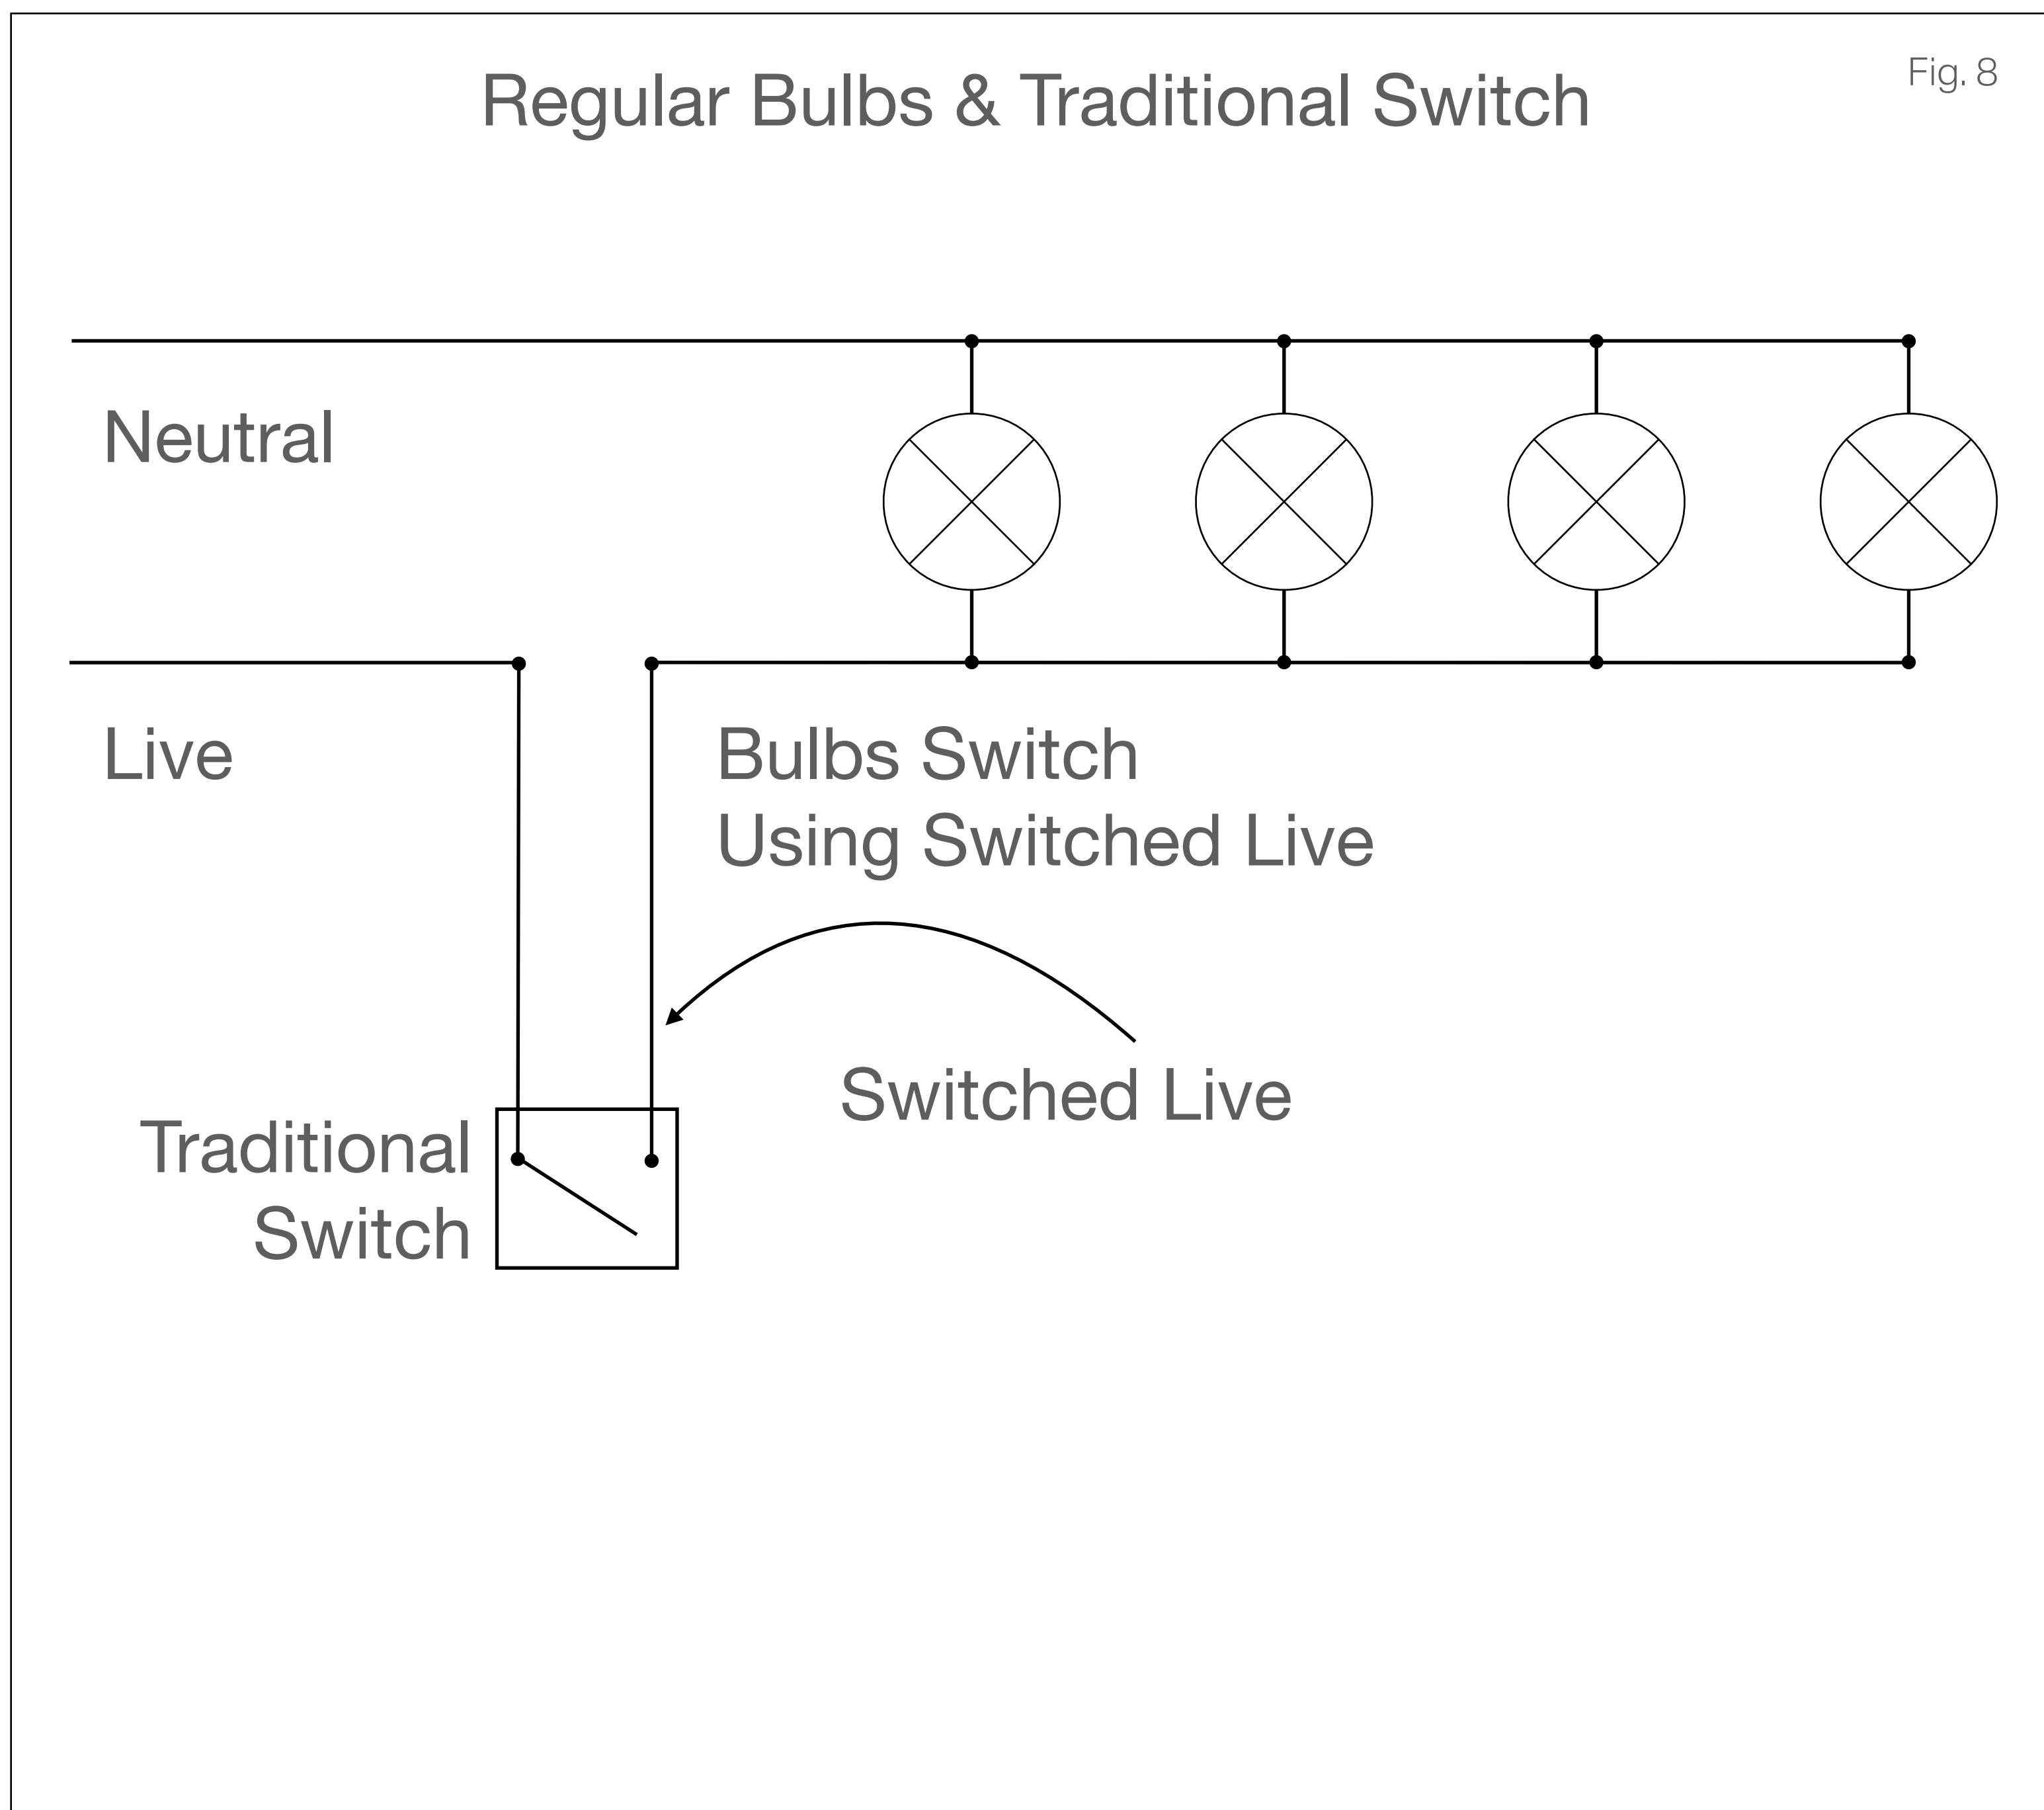 Fig. 8
Regular Bulbs & Traditional Switch
Neutral
Live
Bulbs Switch
Using Switched Live
Switched Live
Traditional
Switch